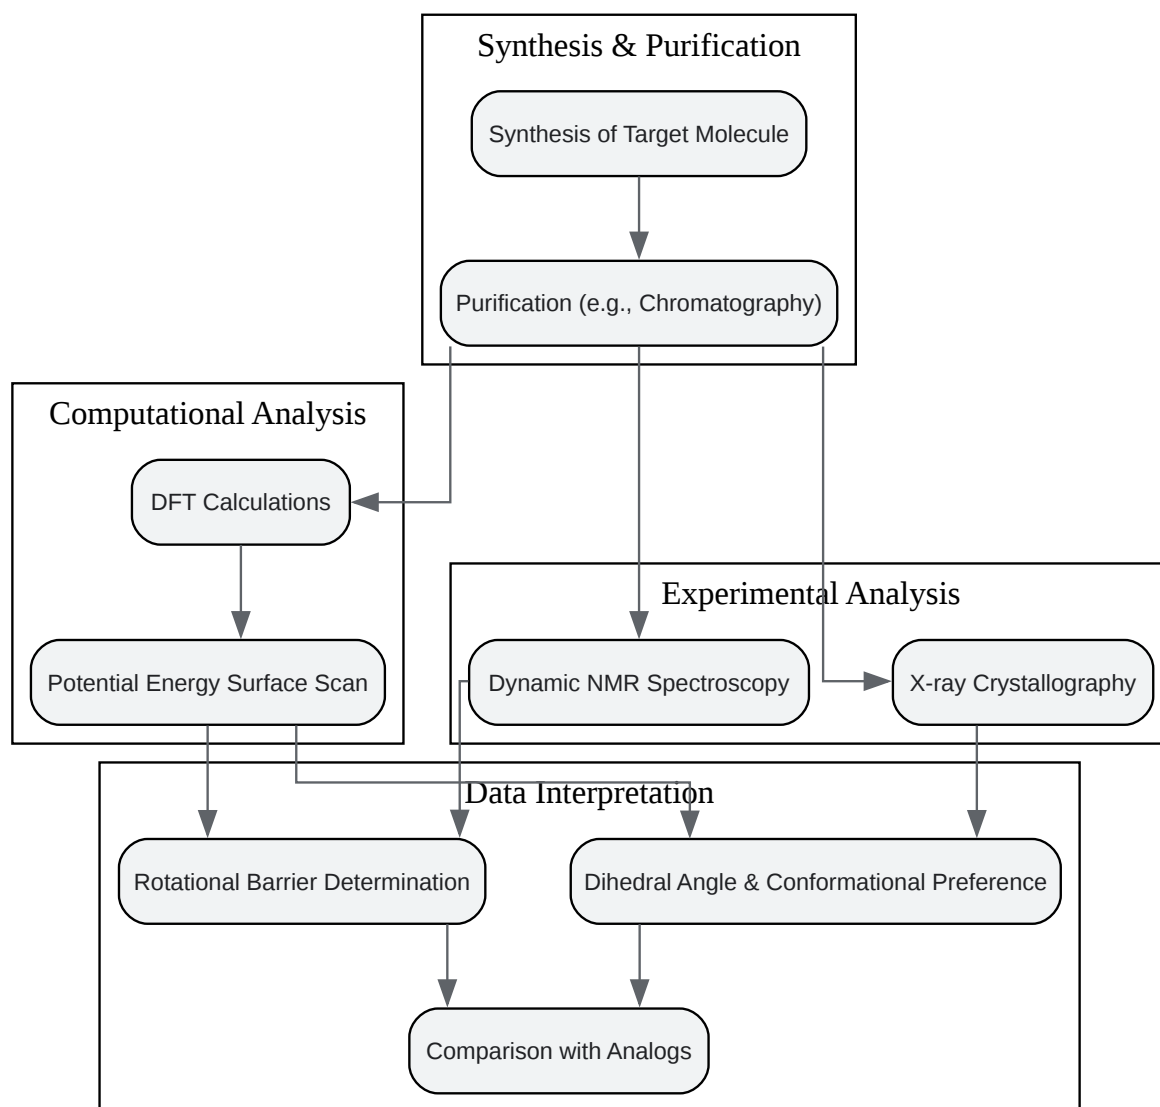 Synthesis & Purification
Synthesis of Target Molecule
Purification (e.g., Chromatography)
Computational Analysis
DFT Calculations
Potential Energy Surface Scan
Experimental Analysis
Dynamic NMR Spectroscopy
X-ray Crystallography
Data Interpretation
Rotational Barrier Determination
Dihedral Angle & Conformational Preference
Comparison with Analogs